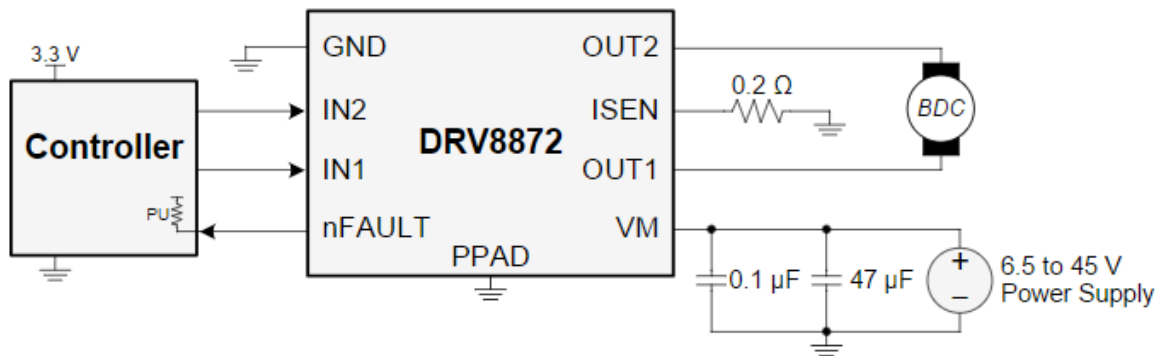 3.3 V
Controller
PU
GND
IN2
IN1
nFAULT
DRV8872
PPAD
OUT2
ISEN
OUT1
VM
0.2 Ω
BDC
0.1 µF
47 µF
+
–
6.5 to 45 V
Power Supply